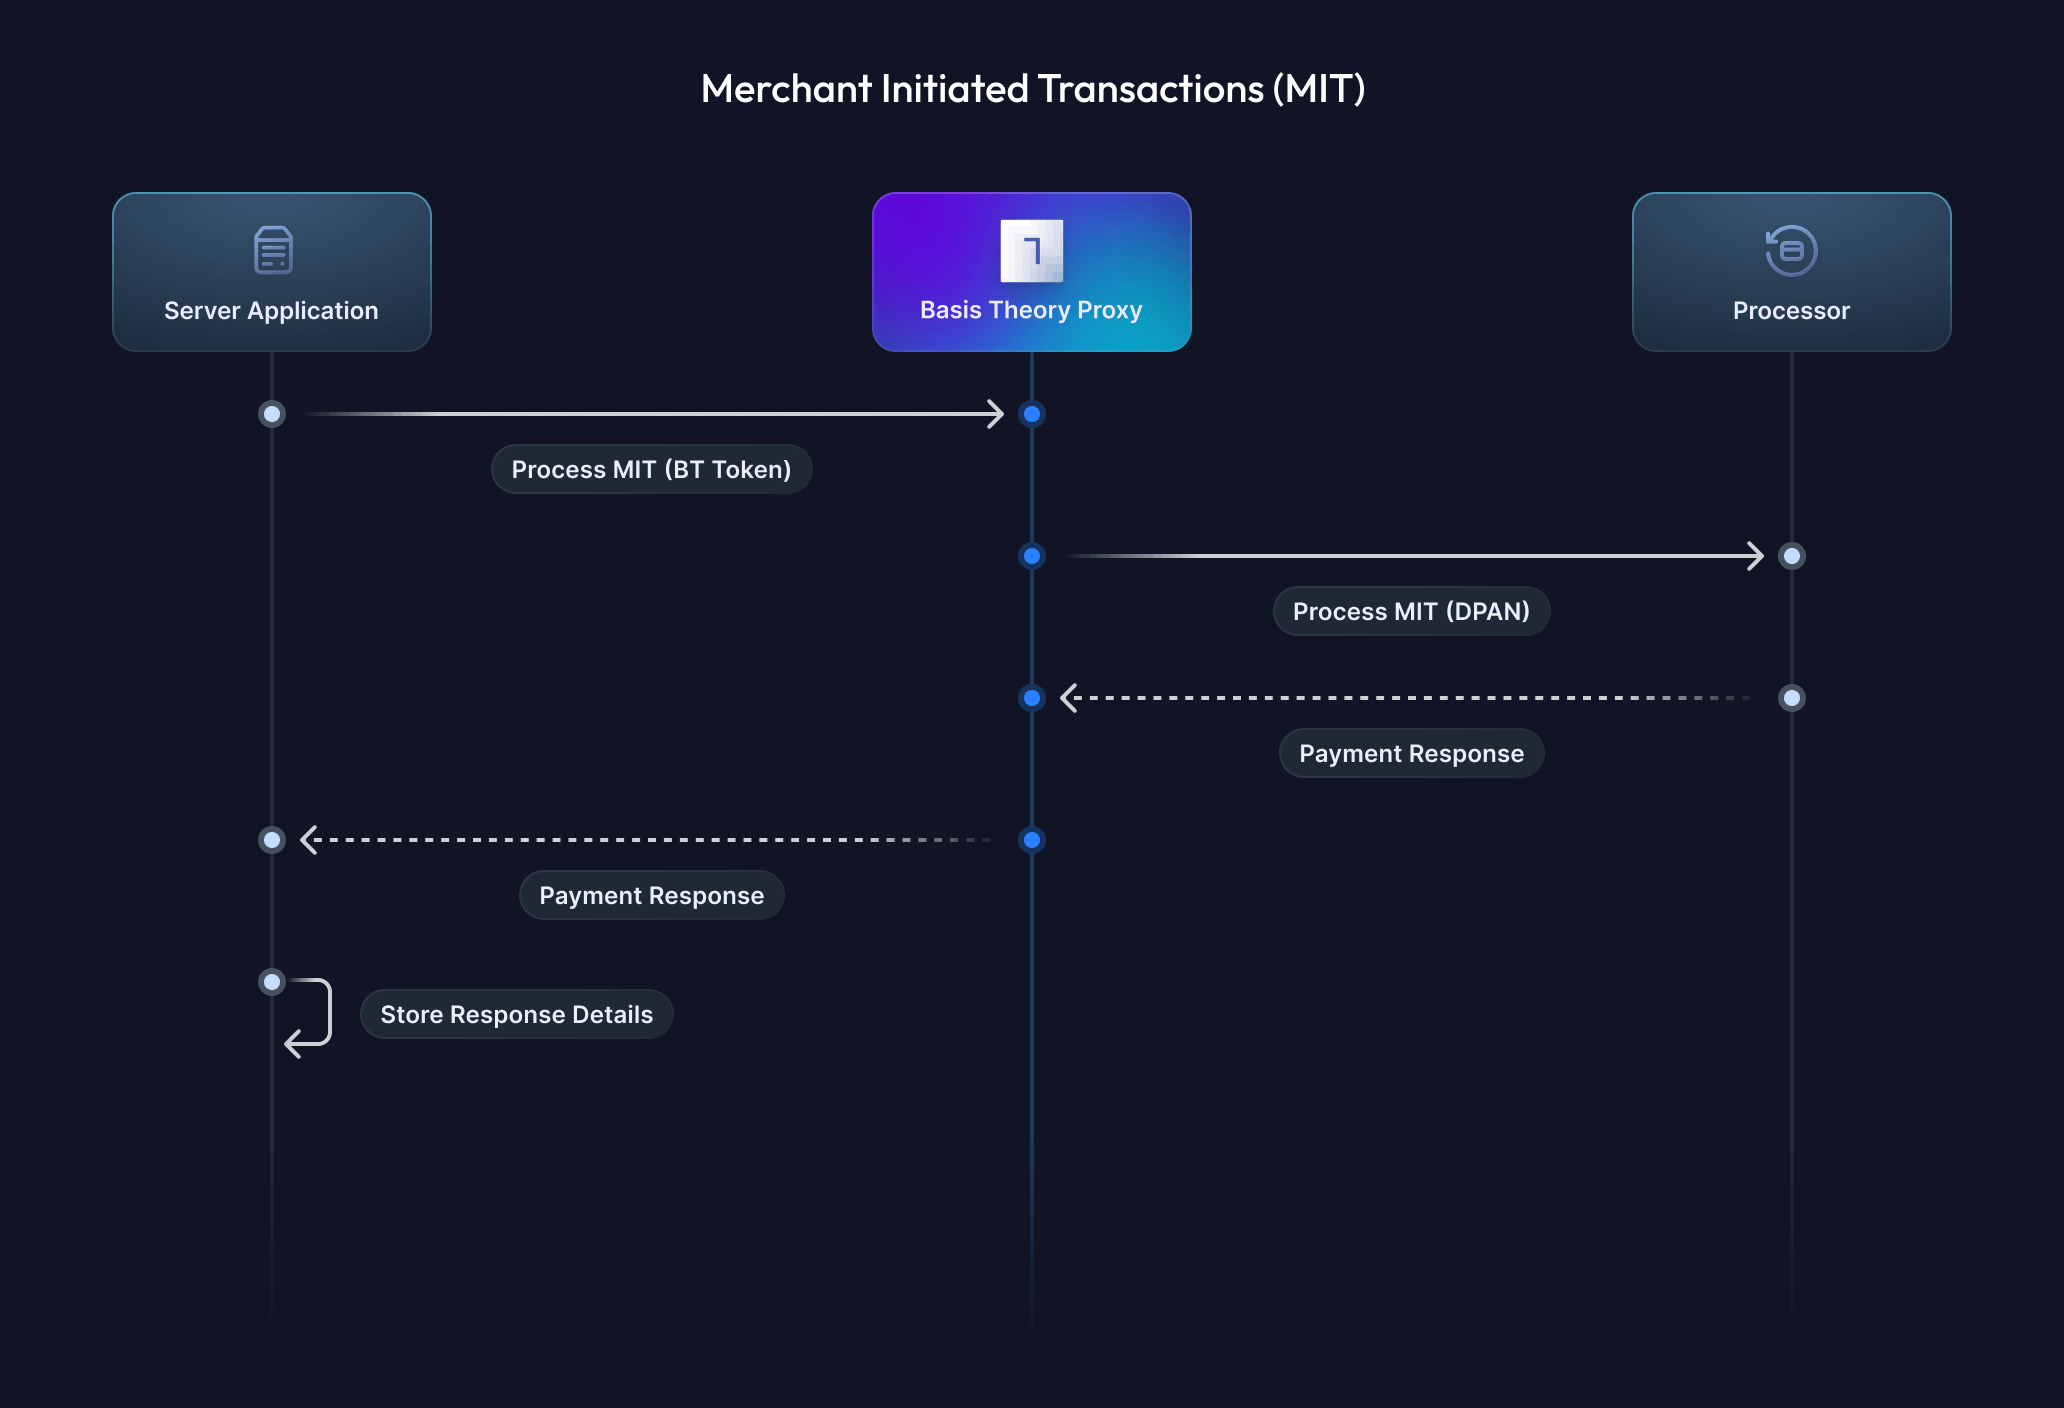 Merchant Initiated Transactions (MIT)
Server Application
Basis Theory Proxy
Processor
Process MIT (BT Token)
Process MIT (DPAN)
Payment Response
Payment Response
Store Response Details